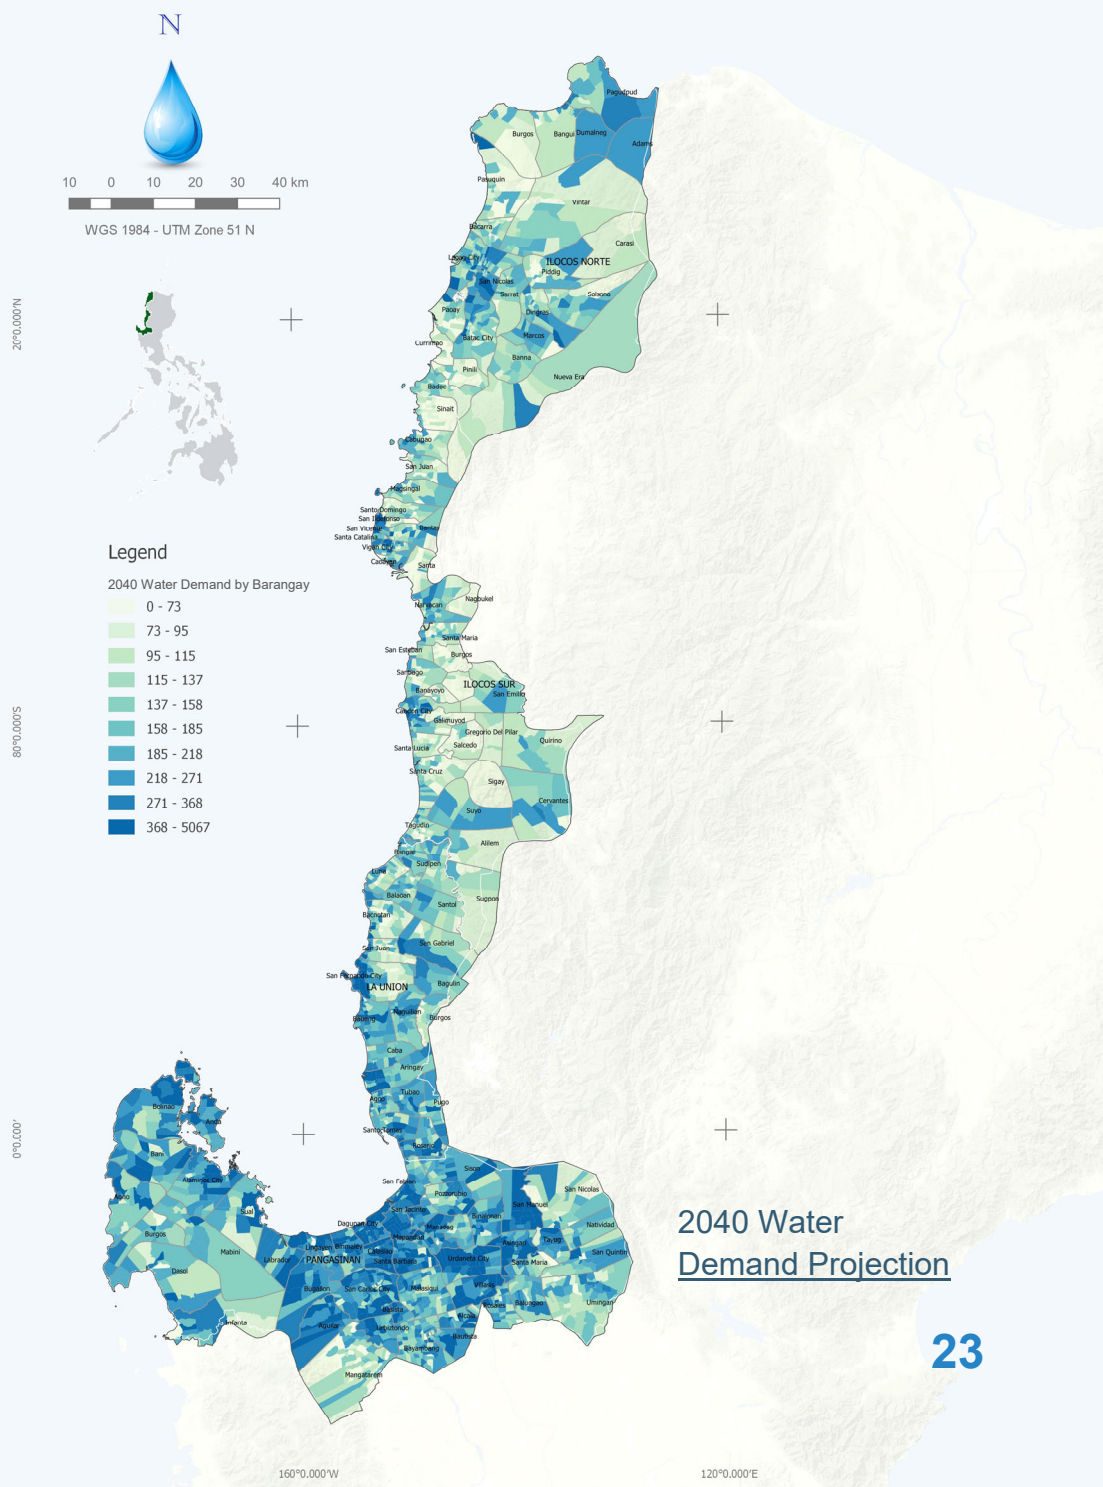 N
10 0 10 20 30 40 km
WGS 1984 - UTM Zone 51 N
20°0.000'N
80°0.000'S
0°0.000'
160°0.000'W
120°0.000'E
Legend
2040 Water Demand by Barangay
0 - 73
73 - 95
95 - 115
115 - 137
137 - 158
158 - 185
185 - 218
218 - 271
271 - 368
368 - 5067
Pagudpud
Burgos
Bangui
Dumalneg
Adams
Pasuquin
Vintar
Bacarra
Carasi
Laoag City
ILOCOS NORTE
Piddig
San Nicolas
Sarrat
Solsona
Paoay
Dingras
Batac City
Marcos
Currimao
Banna
Pinili
Nueva Era
Badoc
Sinait
Cabugao
San Juan
Magsingal
Santo Domingo
San Ildefonso
San Vicente
Bantay
Santa Catalina
Vigan City
Caoayan
Santa
Nagbukel
Narvacan
Santa Maria
San Esteban
Burgos
Santiago
ILOCOS SUR
Banayoyo
San Emilio
Candon City
Galimuyod
Gregorio Del Pilar
Quirino
Santa Lucia
Salcedo
Santa Cruz
Sigay
Cervantes
Suyo
Tagudin
Alilem
Bangar
Sudipen
Luna
Balaoan
Sugpon
Santol
Bacnotan
San Gabriel
San Juan
San Fernando City
LA UNION
Bagulin
Naguilian
Burgos
Bauang
Caba
Aringay
Tubao
Agoo
Pugo
Santo Tomas
Rosario
Bolinao
Anda
Bani
Alaminos City
Agno
Sual
Burgos
Mabini
Dasol
Labrador
Infanta
Sison
San Fabian
Pozorrubio
San Nicolas
San Manuel
San Jacinto
Binalonan
Dagupan City
Manaoag
Natividad
Mapandan
Asingan
Tayug
Lingayen
Binmaley
Calasiao
San Quintin
PANGASINAN
Santa Barbara
Urdaneta City
Santa Maria
Bugallon
San Carlos City
Malasiqui
Villasis
Rosales
Balungao
Umingan
Basista
Alcala
Aguilar
Urbiztondo
Bautista
Bayambang
Mangatarem
2040 Water
Demand Projection
23